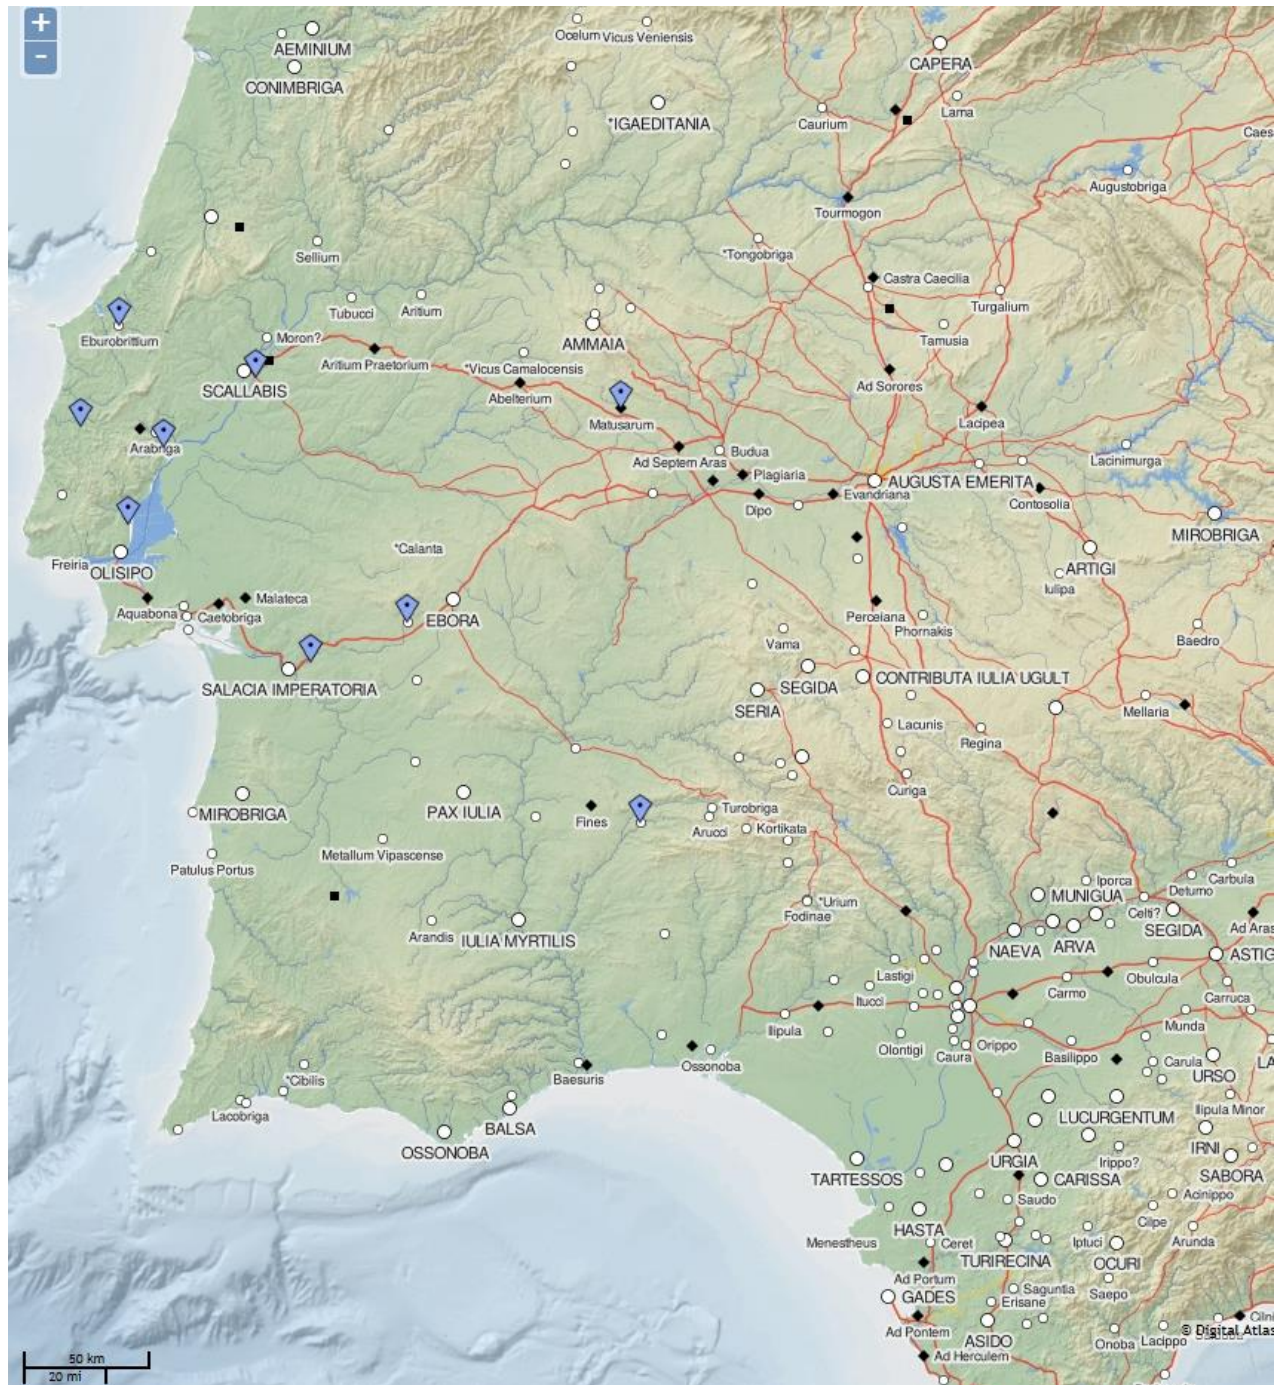 +
−
AEMINIUM
CONIMBRIGA
Ocelum
Vicus Veniensis
*IGAEDITANIA
CAPERA
Lama
Caurium
Caes
Augustobriga
Tourmogon
Sellium
*Tongobriga
Castra Caecilia
Turgalium
Tubucci
Aritium
Tamusia
Eburobrittium
Moron?
AMMAIA
Aritium Praetorium
*Vicus Camalocensis
SCALLABIS
Abelterium
Ad Sorores
Matusarum
Lacipea
Arabriga
Budua
Ad Septem Aras
Plagiaria
Lacinimurga
AUGUSTA EMERITA
Evandriana
Dipo
Contosolia
MIROBRIGA
*Calanta
Freiria
OLISIPO
ARTIGI
Iulipa
Aquabona
Caetobriga
Malateca
EBORA
Perceiana
Phornakis
Baedro
Vama
SEGIDA
CONTRIBUTA IULIA UGULT
SALACIA IMPERATORIA
SERIA
Mellaria
Lacunis
Regina
Curiga
MIROBRIGA
PAX IULIA
Fines
Turobriga
Arucci
Kortikata
Metallum Vipascense
Patulus Portus
Carbula
Iporca
Detumo
MUNIGUA
*Urium
Fodinae
Celti?
SEGIDA
Ad Aras
Arandis
IULIA MYRTILIS
NAEVA
ARVA
ASTIG
Lastigi
Obulcula
Carmo
Itucci
Carruca
Ilipula
Munda
Olontigi
Caura
Orippo
Basilippo
Ossonoba
Carula
URSO
LA
*Cibilis
Baesuris
Lacobriga
BALSA
LUCURGENTUM
Ilipula Minor
OSSONOBA
URGIA
Irippo?
IRNI
SABORA
TARTESSOS
CARISSA
Acinippo
Saudo
HASTA
Cilpe
Menestheus
Ceret
TURIRECINA
Iptuci
OCURI
Arunda
Ad Portum
Saguntia
Saepo
GADES
Erisane
Ad Pontem
ASIDO
Onoba
Lacippo
Cilni
© Digital Atlas
Ad Herculem
50 km
20 mi